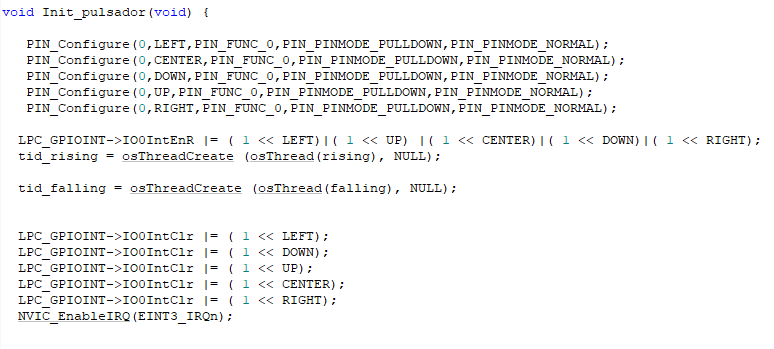 void Init_pulsador(void) {
PIN_Configure(0,LEFT,PIN_FUNC_0,PIN_PINMODE_PULLDOWN,PIN_PINMODE_NORMAL);
PIN_Configure(0,CENTER,PIN_FUNC_0,PIN_PINMODE_PULLDOWN,PIN_PINMODE_NORMAL);
PIN_Configure(0,DOWN,PIN_FUNC_0,PIN_PINMODE_PULLDOWN,PIN_PINMODE_NORMAL);
PIN_Configure(0,UP,PIN_FUNC_0,PIN_PINMODE_PULLDOWN,PIN_PINMODE_NORMAL);
PIN_Configure(0,RIGHT,PIN_FUNC_0,PIN_PINMODE_PULLDOWN,PIN_PINMODE_NORMAL);
LPC_GPIOINT->IO0IntEnR |= ( 1 << LEFT)|( 1 << UP) |( 1 << CENTER)|( 1 << DOWN)|( 1 << RIGHT);
tid_rising = osThreadCreate (osThread(rising), NULL);
tid_falling = osThreadCreate (osThread(falling), NULL);
LPC_GPIOINT->IO0IntClr |= ( 1 << LEFT);
LPC_GPIOINT->IO0IntClr |= ( 1 << DOWN);
LPC_GPIOINT->IO0IntClr |= ( 1 << UP);
LPC_GPIOINT->IO0IntClr |= ( 1 << CENTER);
LPC_GPIOINT->IO0IntClr |= ( 1 << RIGHT);
NVIC_EnableIRQ(EINT3_IRQn);